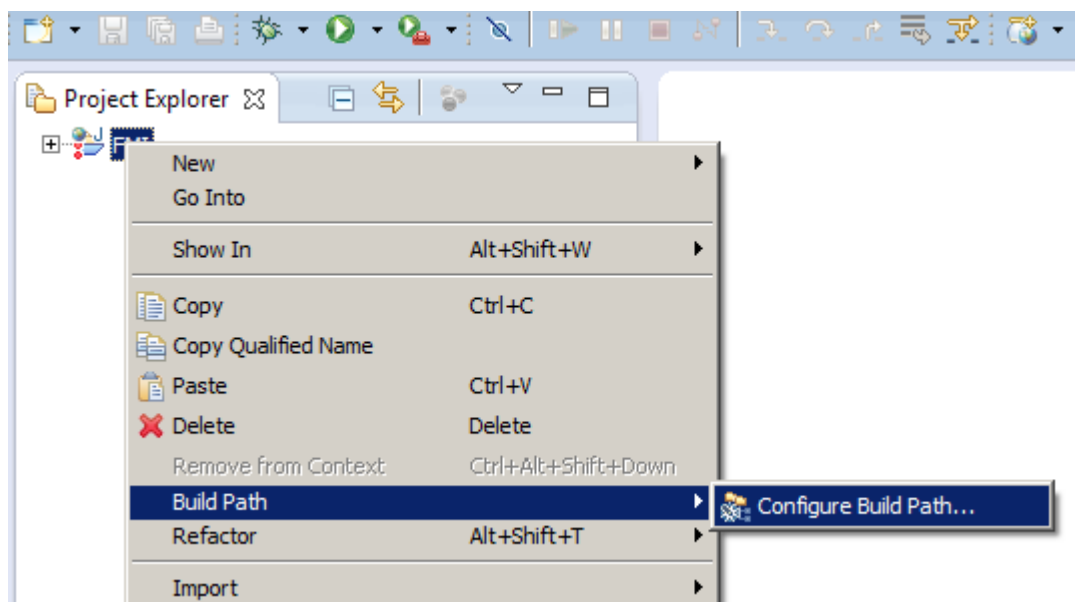 Project Explorer
New
Go Into
Show In Alt+Shift+W
Copy Ctrl+C
Copy Qualified Name
Paste Ctrl+V
Delete Delete
Remove from Context Ctrl+Alt+Shift+Down
Build Path Configure Build Path...
Refactor Alt+Shift+T
Import